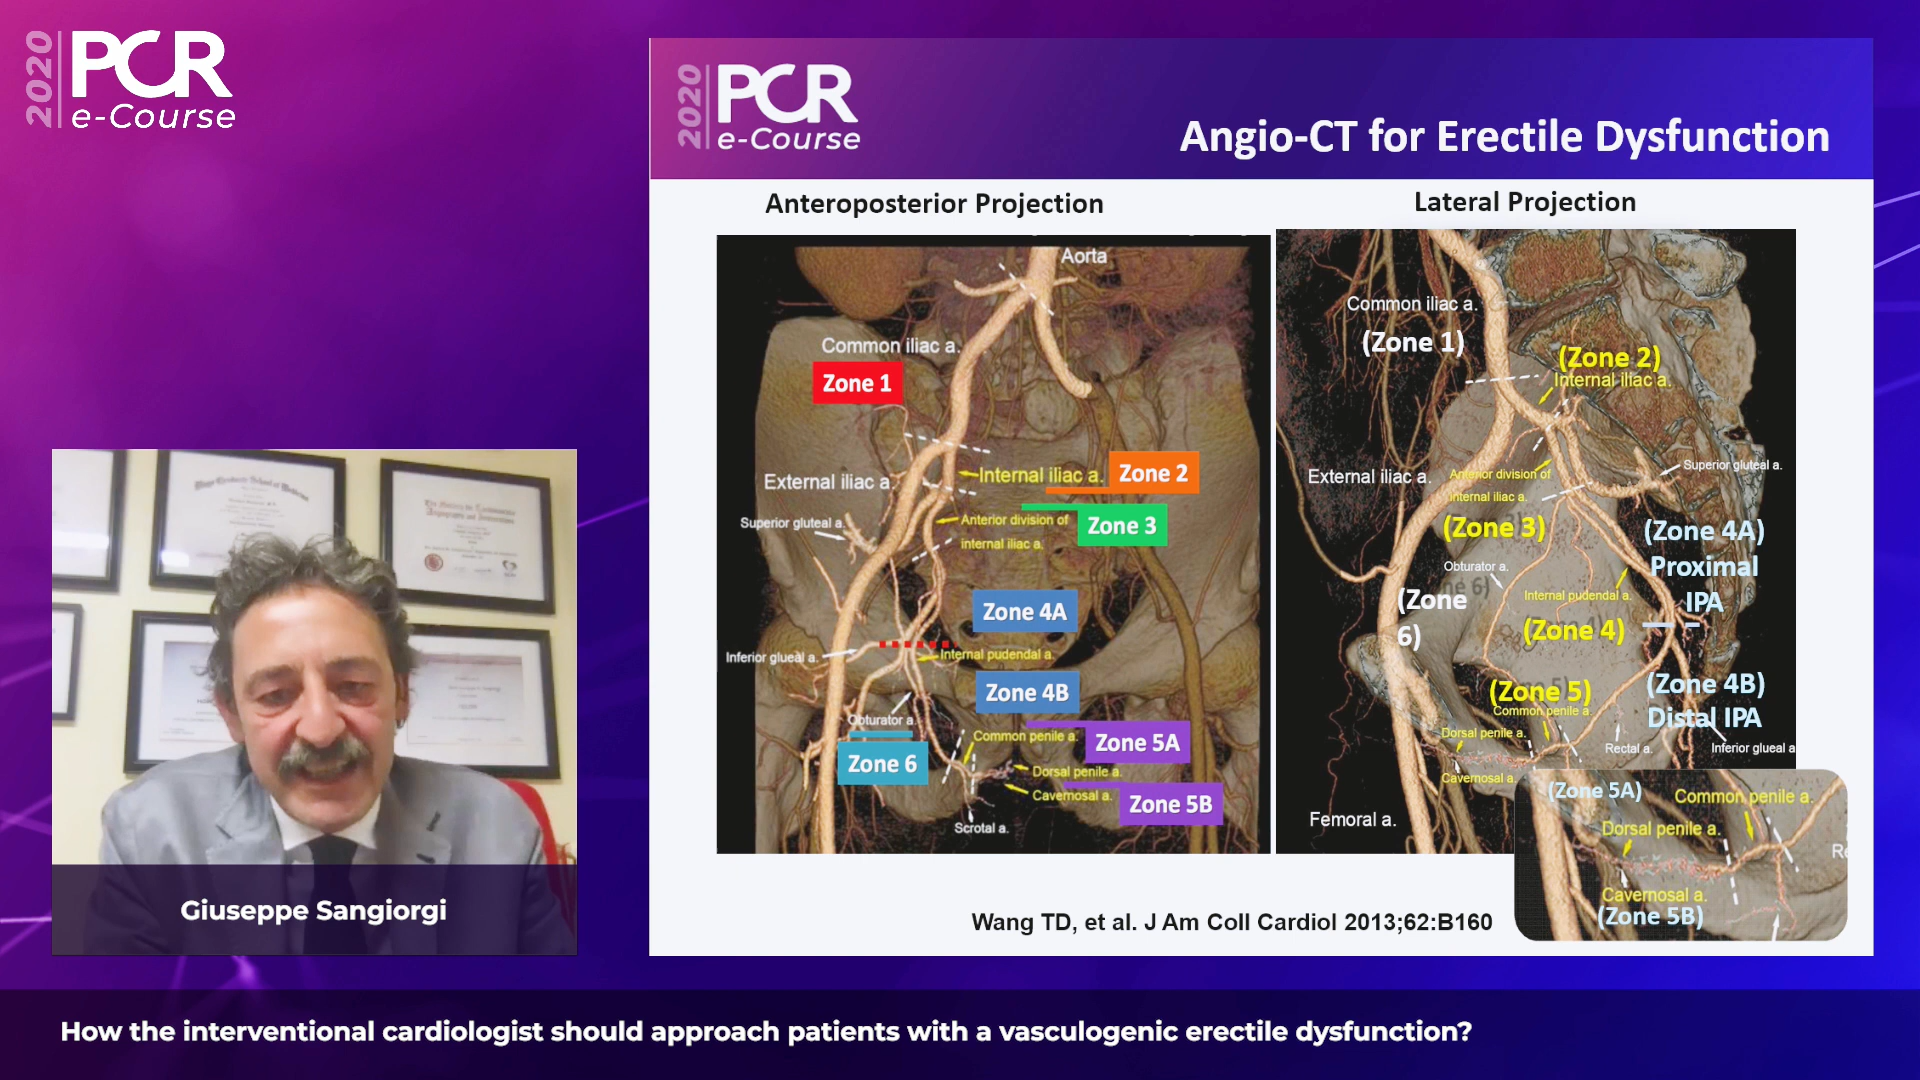 2020
PCR
e-Course
2020
PCR
e-Course
Angio-CT for Erectile Dysfunction
Anteroposterior Projection
Aorta
Common iliac a.
Zone 1
Internal iliac a.
Zone 2
External iliac a.
Superior gluteal a.
Anterior division of
internal iliac a.
Zone 3
Zone 4A
Inferior glueal a.
Internal pudendal a.
Zone 4B
Obturator a.
Zone 6
Common penile a.
Zone 5A
Dorsal penile a.
Cavernosal a.
Zone 5B
Scrotal a.
Lateral Projection
Common iliac a.
(Zone 1)
(Zone 2)
Internal iliac a.
External iliac a.
Anterior division of
internal iliac a.
Superior gluteal a.
(Zone 3)
(Zone 4A)
Proximal
IPA
Obturator a.
(Zone
6)
Internal pudendal a.
(Zone 4)
(Zone 5)
Common penile a.
(Zone 4B)
Distal IPA
Dorsal penile a.
Rectal a.
Inferior glueal a
Cavernosal a.
Femoral a.
(Zone 5A)
Common penile a.
Dorsal penile a.
Cavernosal a.
(Zone 5B)
Wang TD, et al. J Am Coll Cardiol 2013;62:B160
Giuseppe Sangiorgi
How the interventional cardiologist should approach patients with a vasculogenic erectile dysfunction?